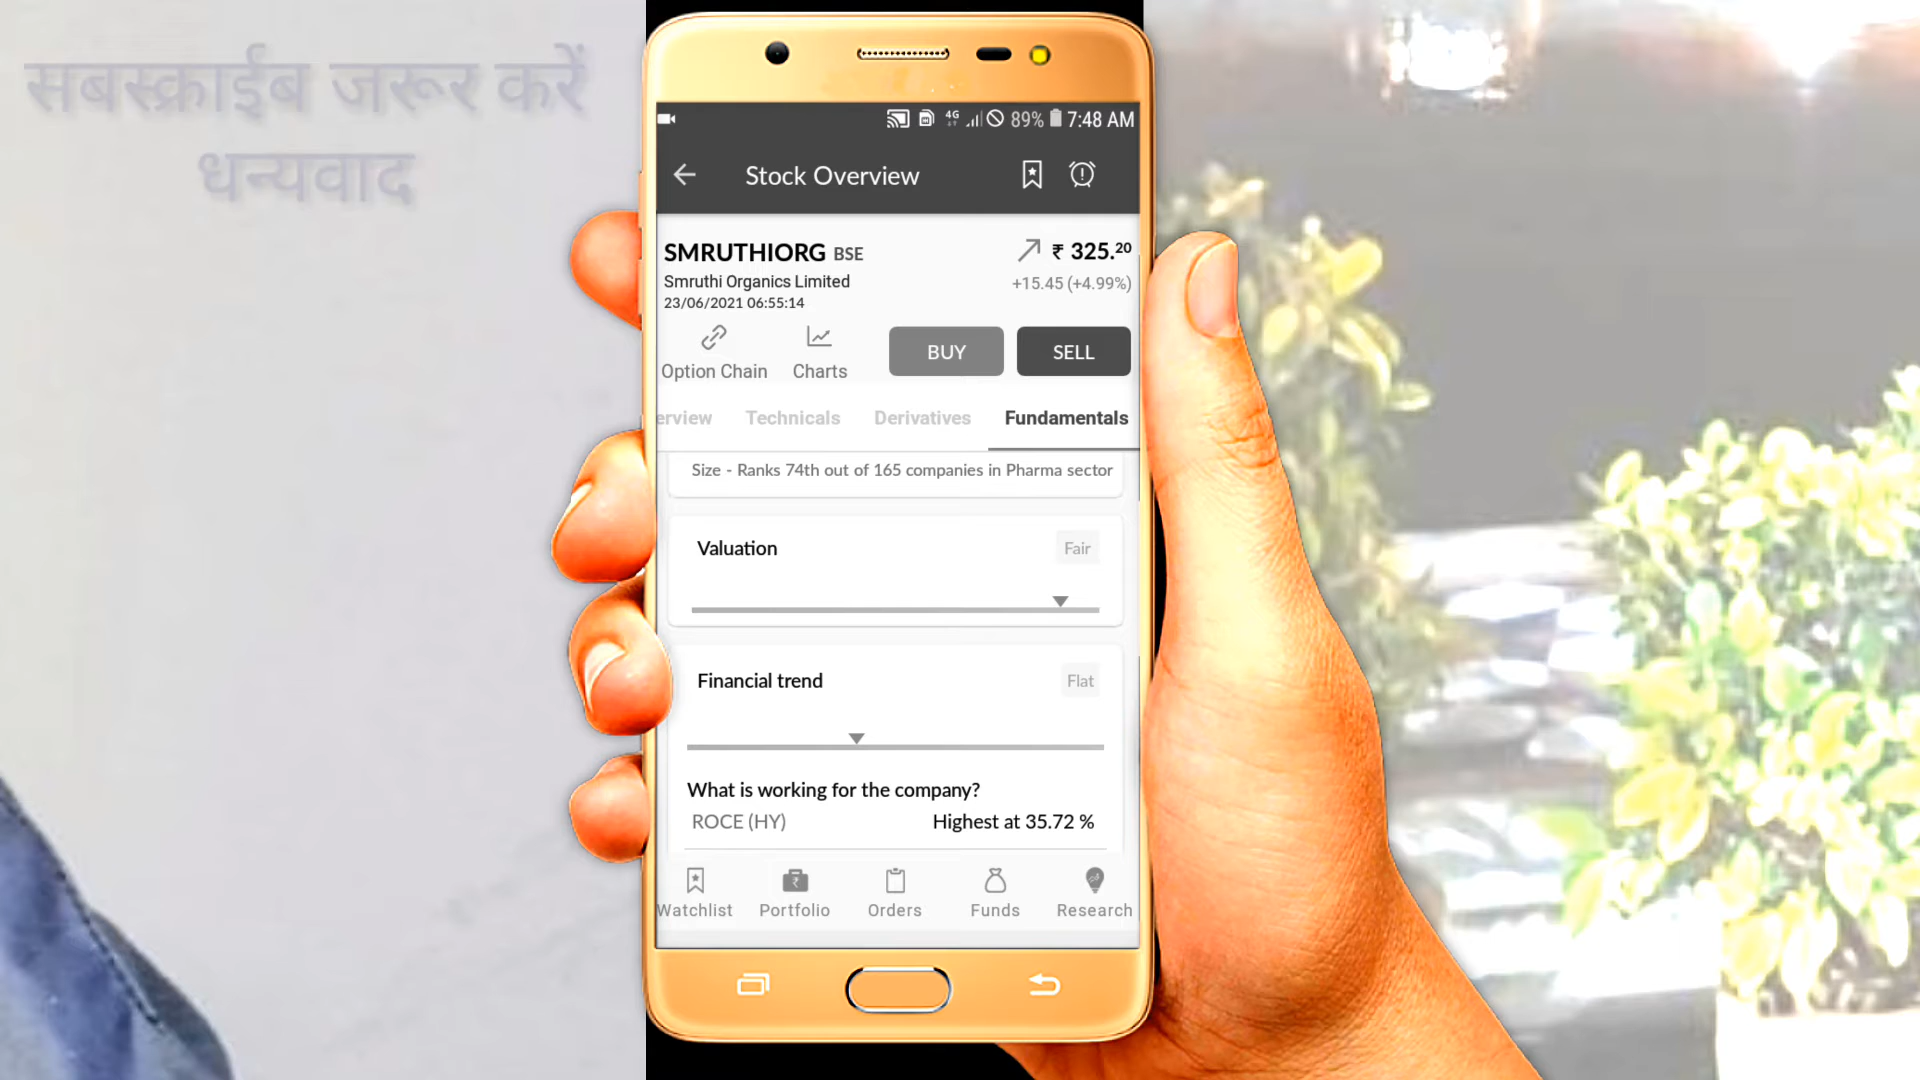 सबस्क्राईब जरूर करें
धन्यवाद
4G 89% 7:48 AM
Stock Overview
SMRUTHIORG BSE
₹ 325.20
Smruthi Organics Limited
+15.45 (+4.99%)
23/06/2021 06:55:14
Option Chain
Charts
BUY
SELL
erview
Technicals
Derivatives
Fundamentals
Size - Ranks 74th out of 165 companies in Pharma sector
Valuation
Fair
Financial trend
Flat
What is working for the company?
ROCE (HY)
Highest at 35.72 %
Watchlist
Portfolio
Orders
Funds
Research